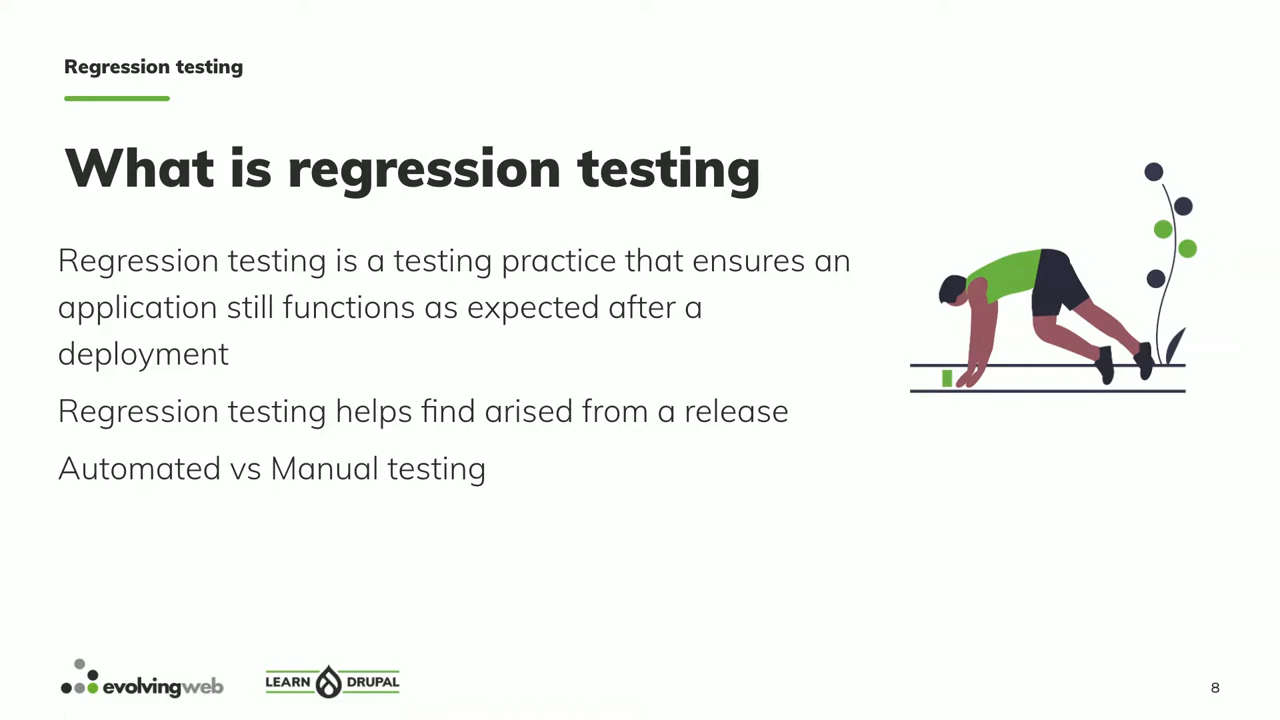 Regression testing
What is regression testing
Regression testing is a testing practice that ensures an
application still functions as expected after a
deployment
Regression testing helps find arised from a release
Automated vs Manual testing
evolvingweb
LEARN DRUPAL
8